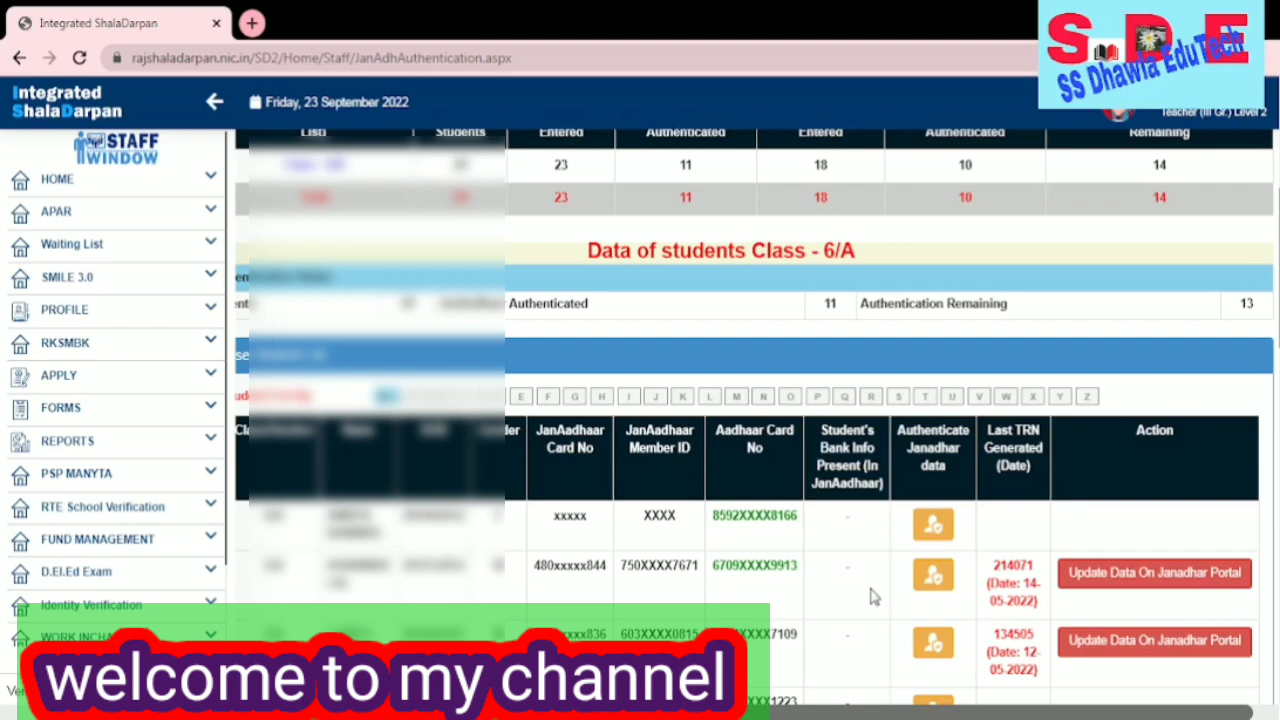 Integrated ShalaDarpan
rajshaladarpan.nic.in/SD2/Home/Staff/JanAdhAuthentication.aspx
S D E
SS Dhawla EduTech
Integrated
ShalaDarpan
Friday, 23 September 2022
Teacher (III Gr.) Level 2
STAFF
WINDOW
HOME
APAR
Waiting List
SMILE 3.0
PROFILE
RKSMBK
APPLY
FORMS
REPORTS
PSP MANYTA
RTE School Verification
FUND MANAGEMENT
D.El.Ed Exam
Identity Verification
WORK INCHA
List) Students Entered Authenticated Entered Authenticated Remaining
23 11 18 10 14
23 11 18 10 14
Data of students Class - 6/A
Authenticated 11 Authentication Remaining 13
E F G H I J K L M N O P Q R S T U V W X Y Z
JanAadhaar Card No
JanAadhaar Member ID
Aadhaar Card No
Student's Bank Info Present (In JanAadhaar)
Authenticate Janadhar data
Last TRN Generated (Date)
Action
xxxxx XXXX 8592XXXX8166 -
480xxxxx844 750XXXX7671 6709XXXX9913 - 214071 (Date: 14-05-2022) Update Data On Janadhar Portal
603XXXX0815 - 134505 (Date: 12-05-2022) Update Data On Janadhar Portal
welcome to my channel